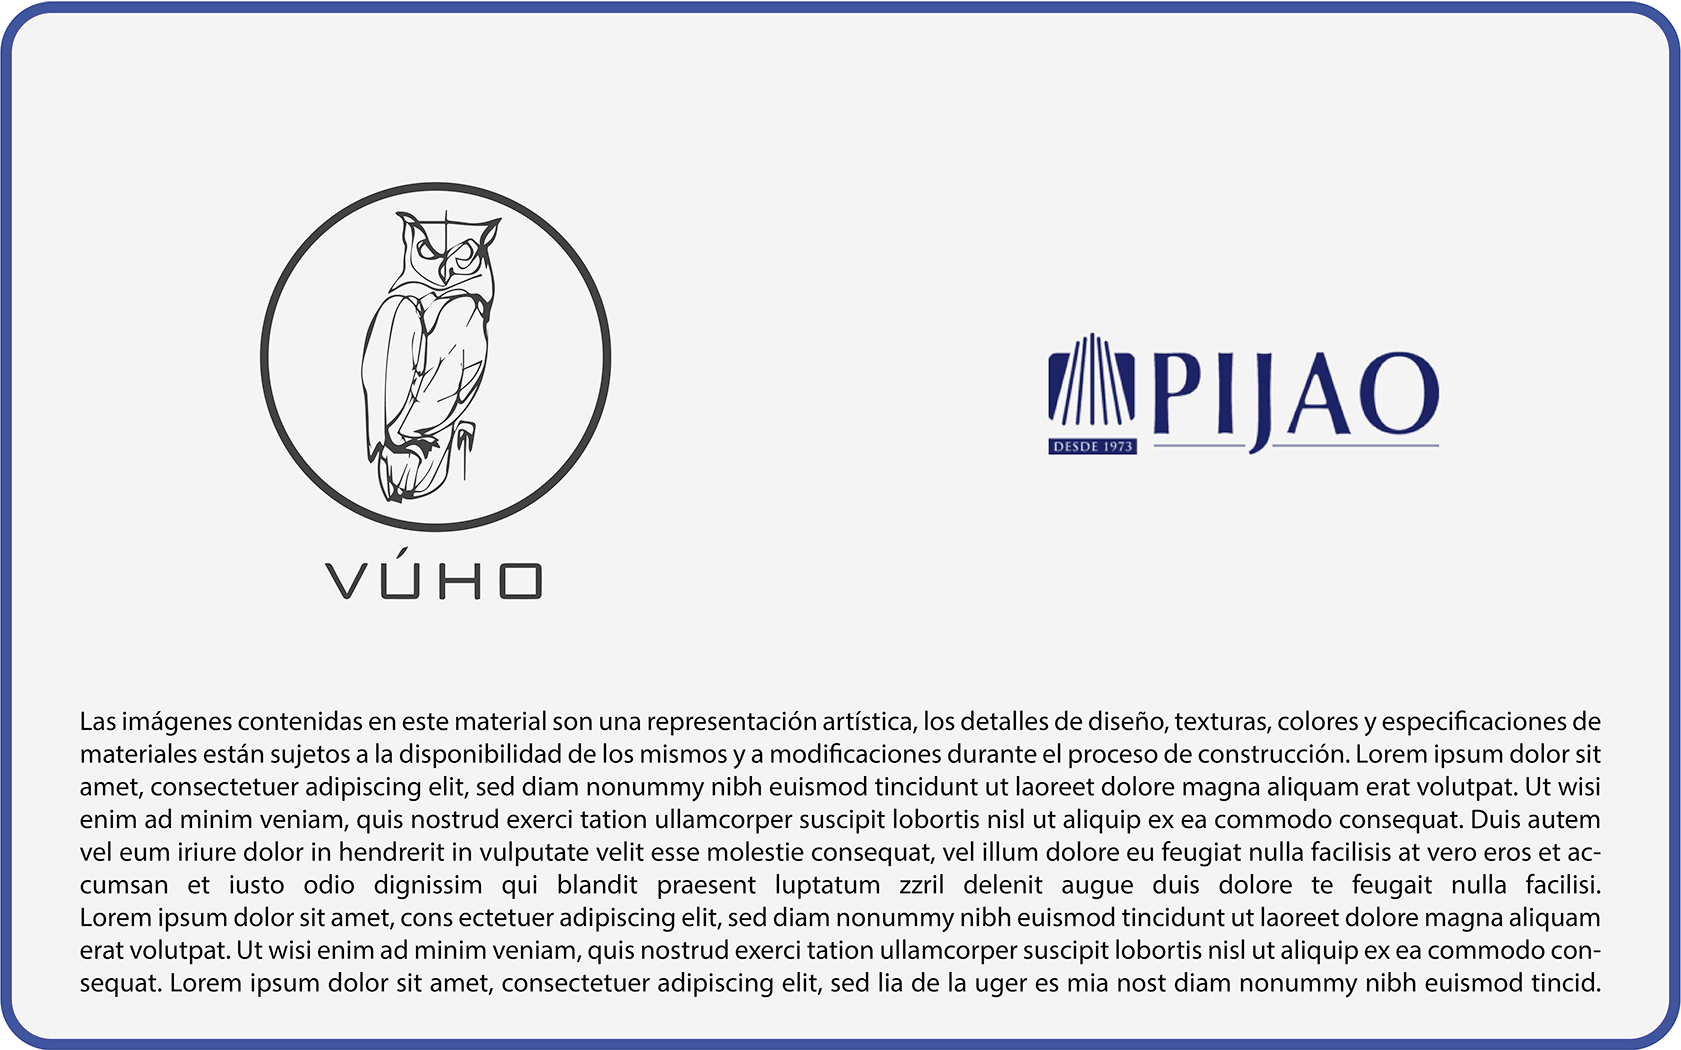 VÚHO
PIJAO
DESDE 1973
Las imágenes contenidas en este material son una representación artística, los detalles de diseño, texturas, colores y especificaciones de
materiales están sujetos a la disponibilidad de los mismos y a modificaciones durante el proceso de construcción. Lorem ipsum dolor sit
amet, consectetuer adipiscing elit, sed diam nonummy nibh euismod tincidunt ut laoreet dolore magna aliquam erat volutpat. Ut wisi
enim ad minim veniam, quis nostrud exerci tation ullamcorper suscipit lobortis nisl ut aliquip ex ea commodo consequat. Duis autem
vel eum iriure dolor in hendrerit in vulputate velit esse molestie consequat, vel illum dolore eu feugiat nulla facilisis at vero eros et ac-
cumsan et iusto odio dignissim qui blandit praesent luptatum zzril delenit augue duis dolore te feugait nulla facilisi.
Lorem ipsum dolor sit amet, cons ectetuer adipiscing elit, sed diam nonummy nibh euismod tincidunt ut laoreet dolore magna aliquam
erat volutpat. Ut wisi enim ad minim veniam, quis nostrud exerci tation ullamcorper suscipit lobortis nisl ut aliquip ex ea commodo con-
sequat. Lorem ipsum dolor sit amet, consectetuer adipiscing elit, sed lia de la uger es mia nost diam nonummy nibh euismod tincid.